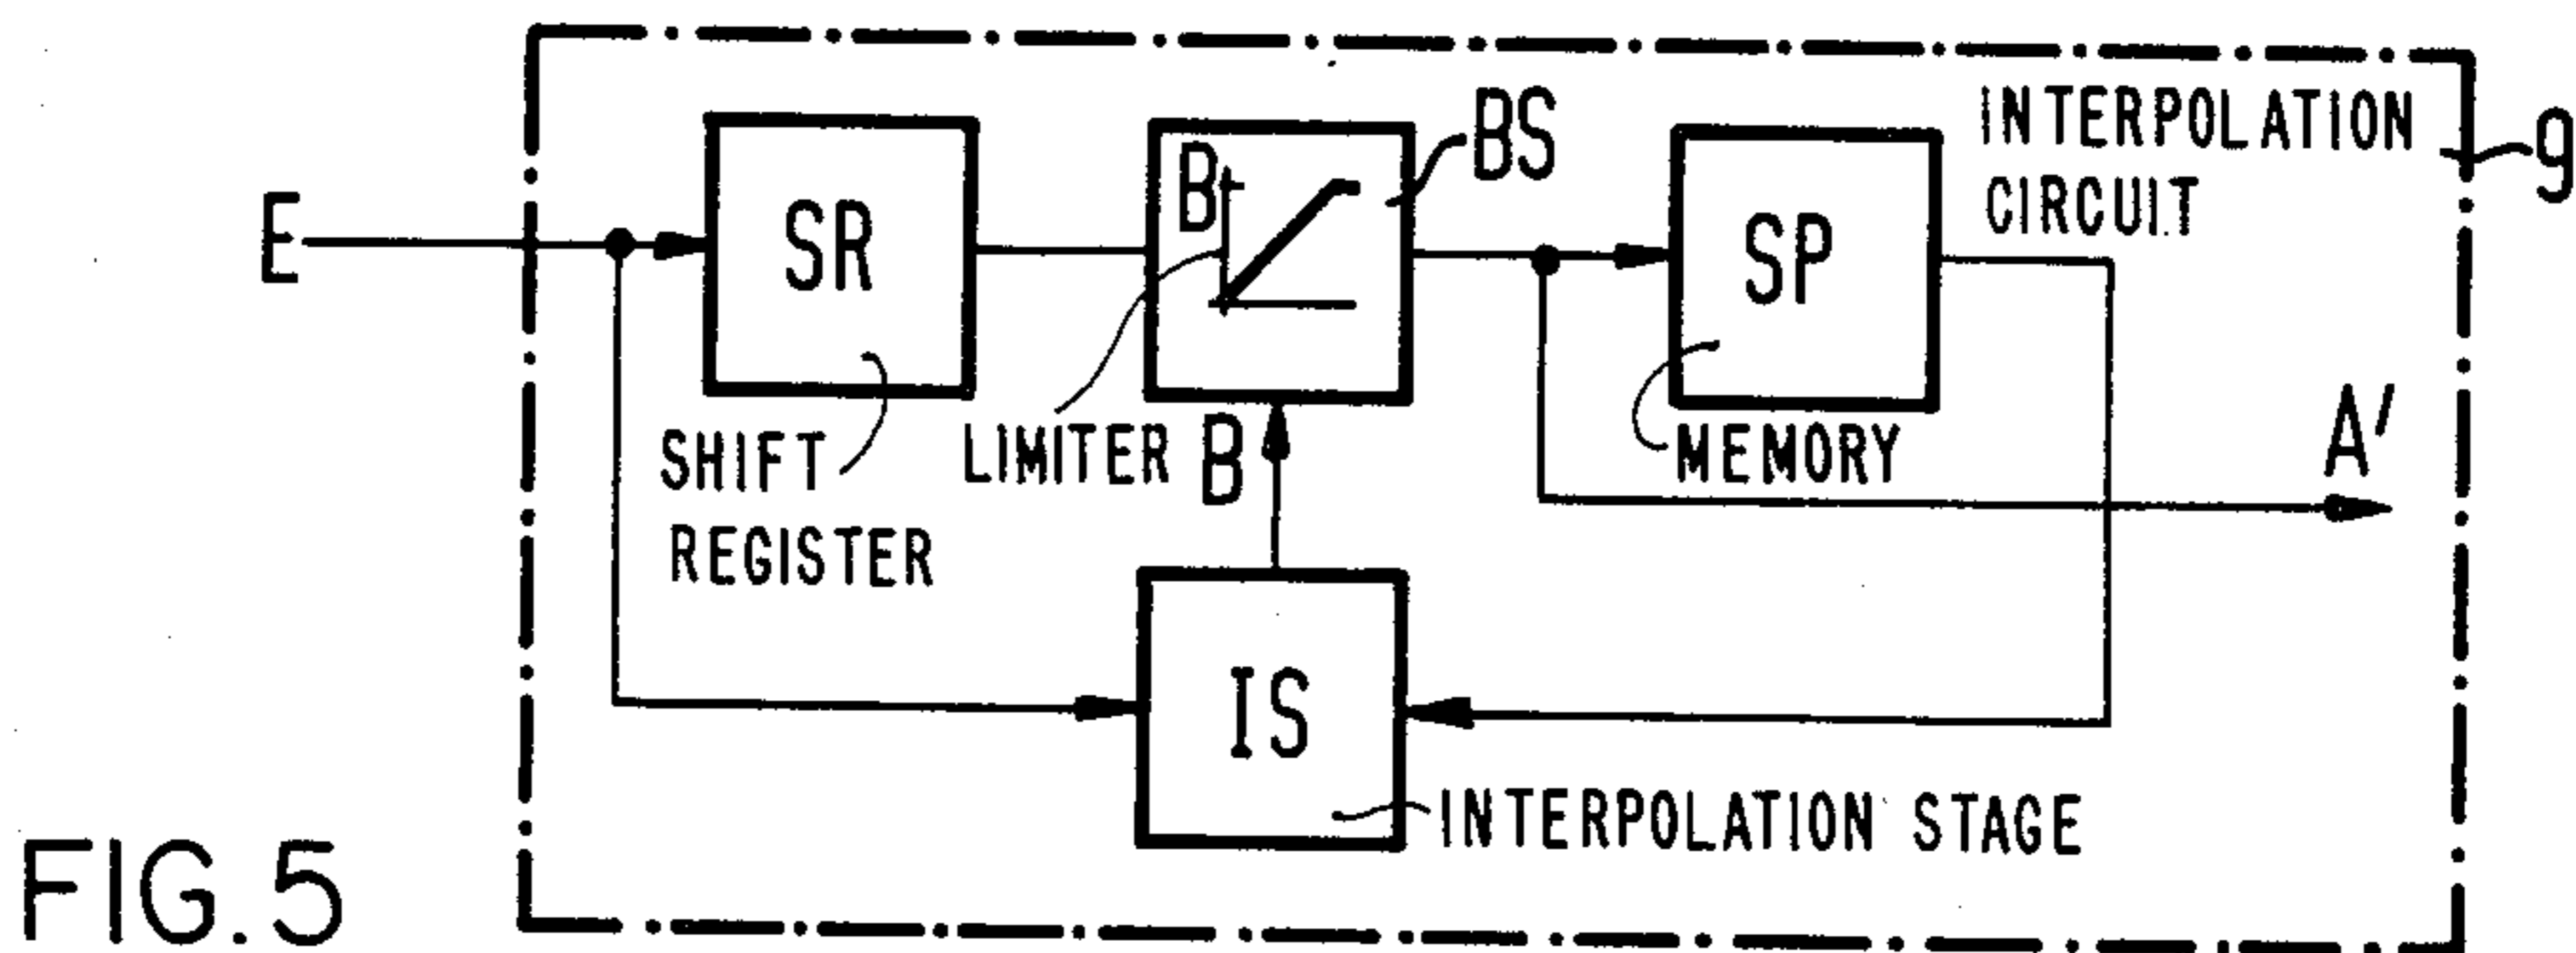 INTERPOLATION
CIRCUIT
9
BS
B
E
SR
SP
A'
SHIFT
REGISTER
LIMITER
B
MEMORY
IS
INTERPOLATION STAGE
FIG. 5